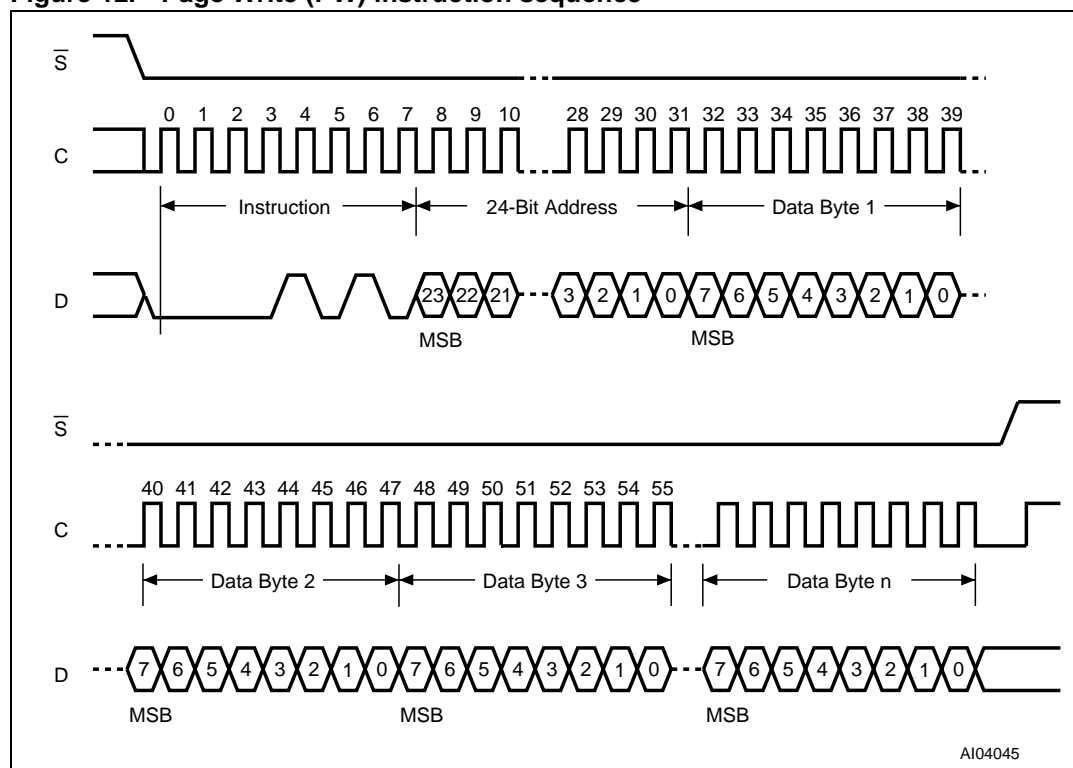 Figure 12. Page Write (PW) instruction sequence
S
0 1 2 3 4 5 6 7 8 9 10 28 29 30 31 32 33 34 35 36 37 38 39
C
Instruction 24-Bit Address Data Byte 1
D 23 22 21 3 2 1 0 7 6 5 4 3 2 1 0
MSB MSB
S
40 41 42 43 44 45 46 47 48 49 50 51 52 53 54 55
C
Data Byte 2 Data Byte 3 Data Byte n
D 7 6 5 4 3 2 1 0 7 6 5 4 3 2 1 0 7 6 5 4 3 2 1 0
MSB MSB MSB
AI04045